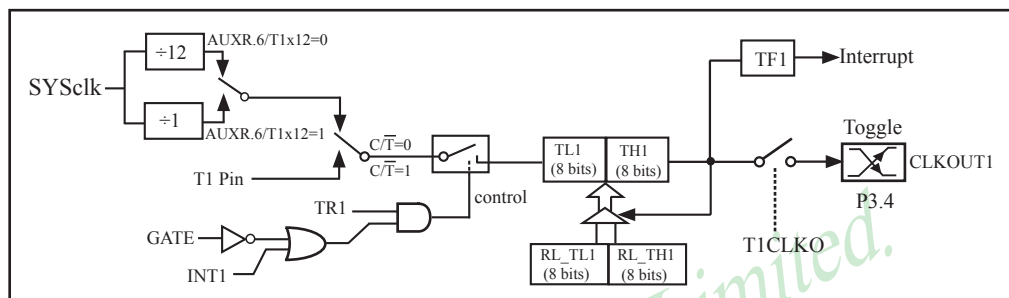 ÷12
AUXR.6/T1x12=0
SYSclk
÷1
AUXR.6/T1x12=1
T1 Pin
C/T̅=0
C/T̅=1
control
TR1
GATE
INT1
TL1
(8 bits)
TH1
(8 bits)
RL_TL1
(8 bits)
RL_TH1
(8 bits)
TF1
Interrupt
Toggle
CLKOUT1
P3.4
T1CLKO
Limited.